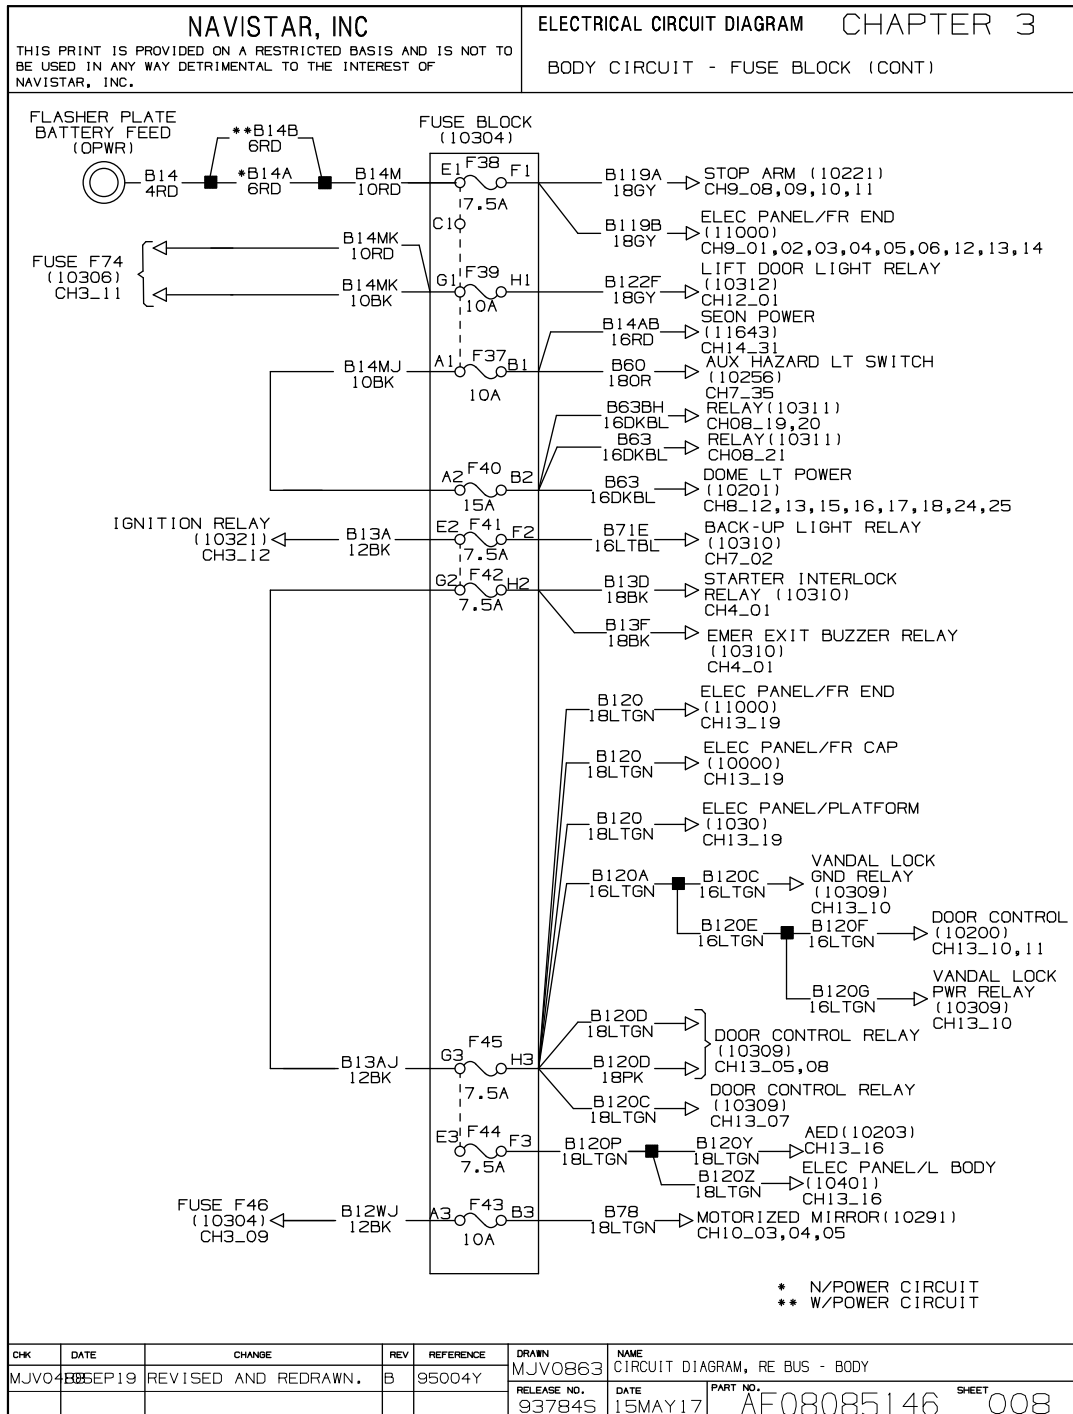 NAVISTAR, INC
THIS PRINT IS PROVIDED ON A RESTRICTED BASIS AND IS NOT TO
BE USED IN ANY WAY DETRIMENTAL TO THE INTEREST OF
NAVISTAR, INC.
ELECTRICAL CIRCUIT DIAGRAM CHAPTER 3
BODY CIRCUIT - FUSE BLOCK (CONT)
FLASHER PLATE
BATTERY FEED
(OPWR)
B14
4RD
**B14B
6RD
*B14A
6RD
B14M
10RD
FUSE BLOCK
(10304)
E1 F38 F1
7.5A
C1
B119A
18GY
STOP ARM (10221)
CH9_08,09,10,11
B119B
18GY
ELEC PANEL/FR END
(11000)
CH9_01,02,03,04,05,06,12,13,14
FUSE F74
(10306)
CH3_11
B14MK
10RD
B14MK
10BK
G1 F39 H1
10A
B122F
18GY
LIFT DOOR LIGHT RELAY
(10312)
CH12_01
B14AB
16RD
SEON POWER
(11643)
CH14_31
B14MJ
10BK
A1 F37 B1
10A
B60
18OR
AUX HAZARD LT SWITCH
(10256)
CH7_35
B63BH
16DKBL
RELAY(10311)
CH08_19,20
B63
16DKBL
RELAY(10311)
CH08_21
A2 F40 B2
15A
B63
16DKBL
DOME LT POWER
(10201)
CH8_12,13,15,16,17,18,24,25
IGNITION RELAY
(10321)
CH3_12
B13A
12BK
E2 F41 F2
7.5A
B71E
16LTBL
BACK-UP LIGHT RELAY
(10310)
CH7_02
G2 F42 H2
7.5A
B13D
18BK
STARTER INTERLOCK
RELAY (10310)
CH4_01
B13F
18BK
EMER EXIT BUZZER RELAY
(10310)
CH4_01
B120
18LTGN
ELEC PANEL/FR END
(11000)
CH13_19
B120
18LTGN
ELEC PANEL/FR CAP
(10000)
CH13_19
B120
18LTGN
ELEC PANEL/PLATFORM
(1030)
CH13_19
B120A
16LTGN
B120C
16LTGN
VANDAL LOCK
GND RELAY
(10309)
CH13_10
B120E
16LTGN
B120F
16LTGN
DOOR CONTROL
(10200)
CH13_10,11
B120G
16LTGN
VANDAL LOCK
PWR RELAY
(10309)
CH13_10
B120D
18LTGN
B120D
18PK
DOOR CONTROL RELAY
(10309)
CH13_05,08
B13AJ
12BK
G3 F45 H3
7.5A
B120C
18LTGN
DOOR CONTROL RELAY
(10309)
CH13_07
E3 F44 F3
7.5A
B120P
18LTGN
B120Y
18LTGN
AED(10203)
CH13_16
B120Z
18LTGN
ELEC PANEL/L BODY
(10401)
CH13_16
FUSE F46
(10304)
CH3_09
B12WJ
12BK
A3 F43 B3
10A
B78
18LTGN
MOTORIZED MIRROR(10291)
CH10_03,04,05
* N/POWER CIRCUIT
** W/POWER CIRCUIT
CHK DATE CHANGE REV REFERENCE
05SEP19 REVISED AND REDRAWN. B 95004Y
DRAWN
MJV0863
NAME
CIRCUIT DIAGRAM, RE BUS - BODY
RELEASE NO.
93784S
DATE
15MAY17
PART NO.
AE08085146
SHEET
008